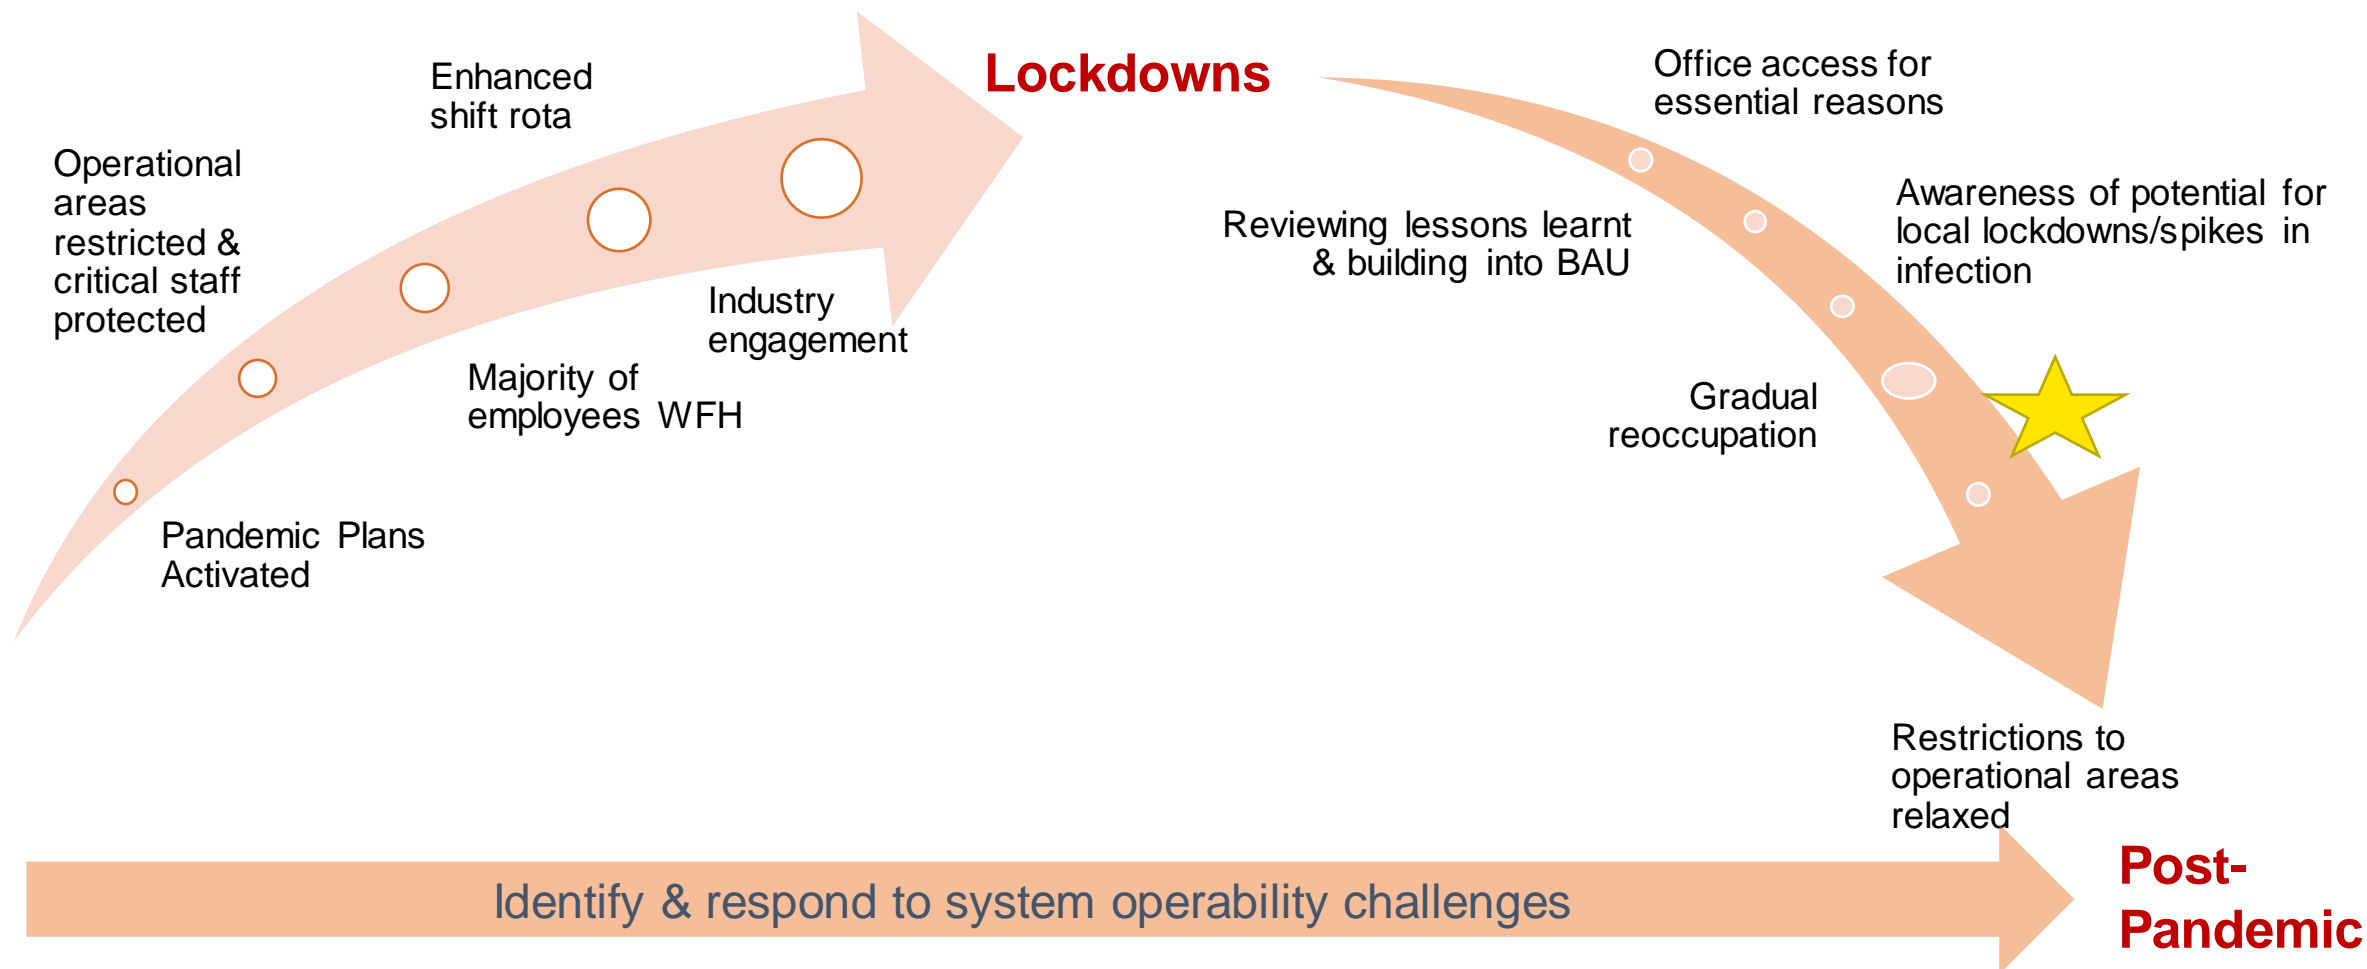 Pandemic Plans
Activated
Operational
areas
restricted &
critical staff
protected
Majority of
employees WFH
Enhanced
shift rota
Industry
engagement
Lockdowns
Office access for
essential reasons
Reviewing lessons learnt
& building into BAU
Awareness of potential for
local lockdowns/spikes in
infection
Gradual
reoccupation
Restrictions to
operational areas
relaxed
Identify & respond to system operability challenges
Post-
Pandemic